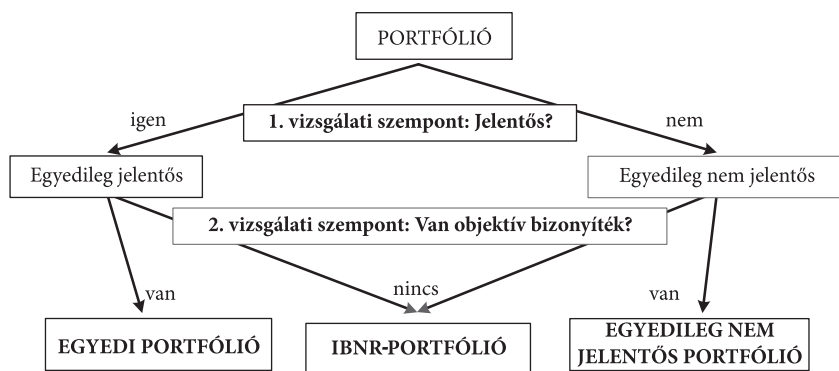 PORTFÓLIÓ
igen
1. vizsgálati szempont: Jelentős?
nem
Egyedileg jelentős
Egyedileg nem jelentős
2. vizsgálati szempont: Van objektív bizonyíték?
van
nincs
van
EGYEDI PORTFÓLIÓ
IBNR-PORTFÓLIÓ
EGYEDILEG NEM
JELENTŐS PORTFÓLIÓ